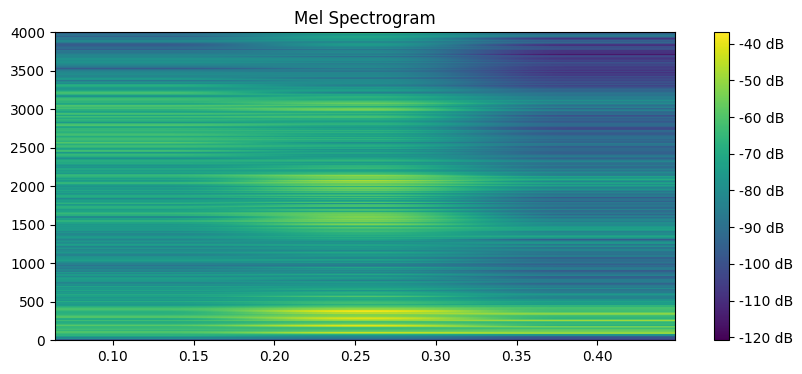 Mel Spectrogram
4000
3500
3000
2500
2000
1500
1000
500
0
0.10 0.15 0.20 0.25 0.30 0.35 0.40
-40 dB
-50 dB
-60 dB
-70 dB
-80 dB
-90 dB
-100 dB
-110 dB
-120 dB